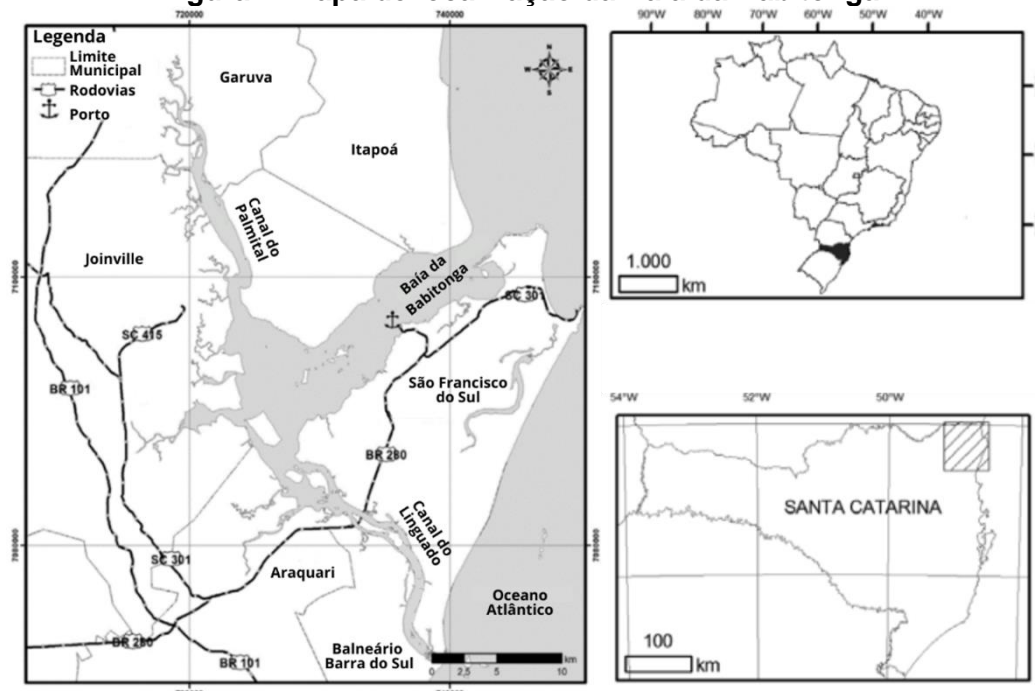 720000
740000
Legenda
Limite
Municipal
Rodovias
Porto
Garuva
Itapoá
N
W
E
S
Canal do
Palmital
Joinville
Baía da
Babitonga
7100000
7100000
SC 301
SC 415
BR 101
São Francisco
do Sul
BR 280
Canal do
Linguado
SC 301
Araquari
Oceano
Atlântico
BR 280
BR 101
Balneário
Barra do Sul
km
0 2,5 5 10
90°W 80°W 70°W 60°W 50°W 40°W
1.000
km
54°W 52°W 50°W
SANTA CATARINA
100
km